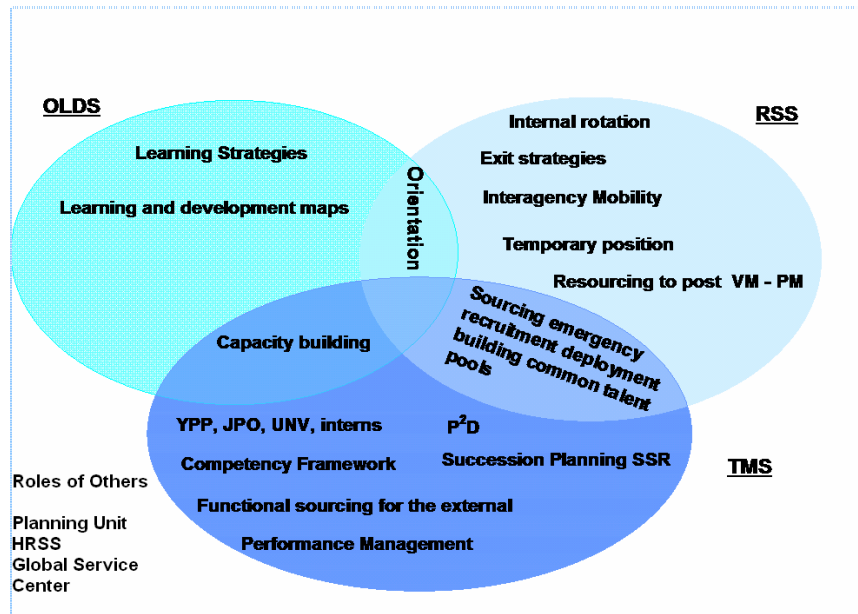 OLDS
RSS
Internal rotation
Learning Strategies
Exit strategies
Orientation
Interagency Mobility
Learning and development maps
Temporary position
Resourcing to post VM - PM
Sourcing emergency
recruitment deployment
building common talent
pools
Capacity building
YPP, JPO, UNV, interns
P²D
Competency Framework
Succession Planning SSR
TMS
Functional sourcing for the external
Performance Management
Roles of Others
Planning Unit
HRSS
Global Service
Center